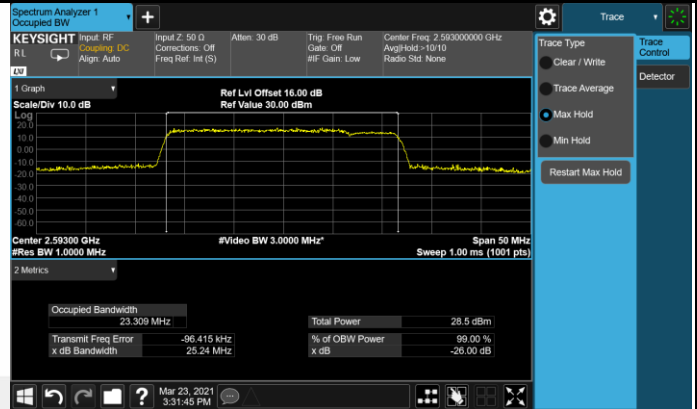 Spectrum Analyzer 1
Occupied BW
Trace
KEYSIGHT
RL
LXI
Input: RF
Coupling: DC
Align: Auto
Input Z: 50 Ω
Corrections: Off
Freq Ref: Int (S)
Atten: 30 dB
Trig: Free Run
Gate: Off
#IF Gain: Low
Center Freq: 2.593000000 GHz
Avg|Hold:>10/10
Radio Std: None
Trace Type
Clear / Write
Trace Average
Max Hold
Min Hold
Restart Max Hold
Trace
Control
Detector
1 Graph
Scale/Div 10.0 dB
Ref Lvl Offset 16.00 dB
Ref Value 30.00 dBm
Log
20.0
10.0
0.00
-10.0
-20.0
-30.0
-40.0
-50.0
-60.0
Center 2.59300 GHz
#Res BW 1.0000 MHz
#Video BW 3.0000 MHz*
Span 50 MHz
Sweep 1.00 ms (1001 pts)
2 Metrics
Occupied Bandwidth
23.309 MHz
Transmit Freq Error -96.415 kHz
x dB Bandwidth 25.24 MHz
Total Power 28.5 dBm
% of OBW Power 99.00 %
x dB -26.00 dB
Mar 23, 2021
3:31:45 PM